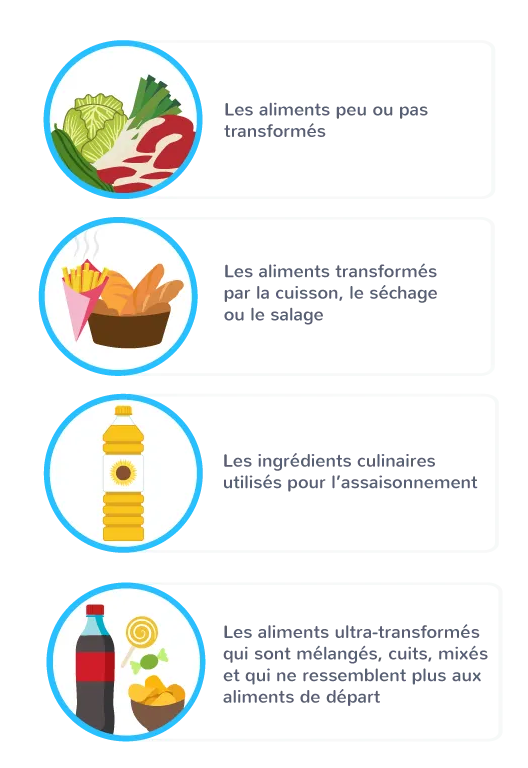 Les aliments peu ou pas
transformés
Les aliments transformés
par la cuisson, le séchage
ou le salage
Les ingrédients culinaires
utilisés pour l’assaisonnement
Les aliments ultra-transformés
qui sont mélangés, cuits, mixés
et qui ne ressemblent plus aux
aliments de départ